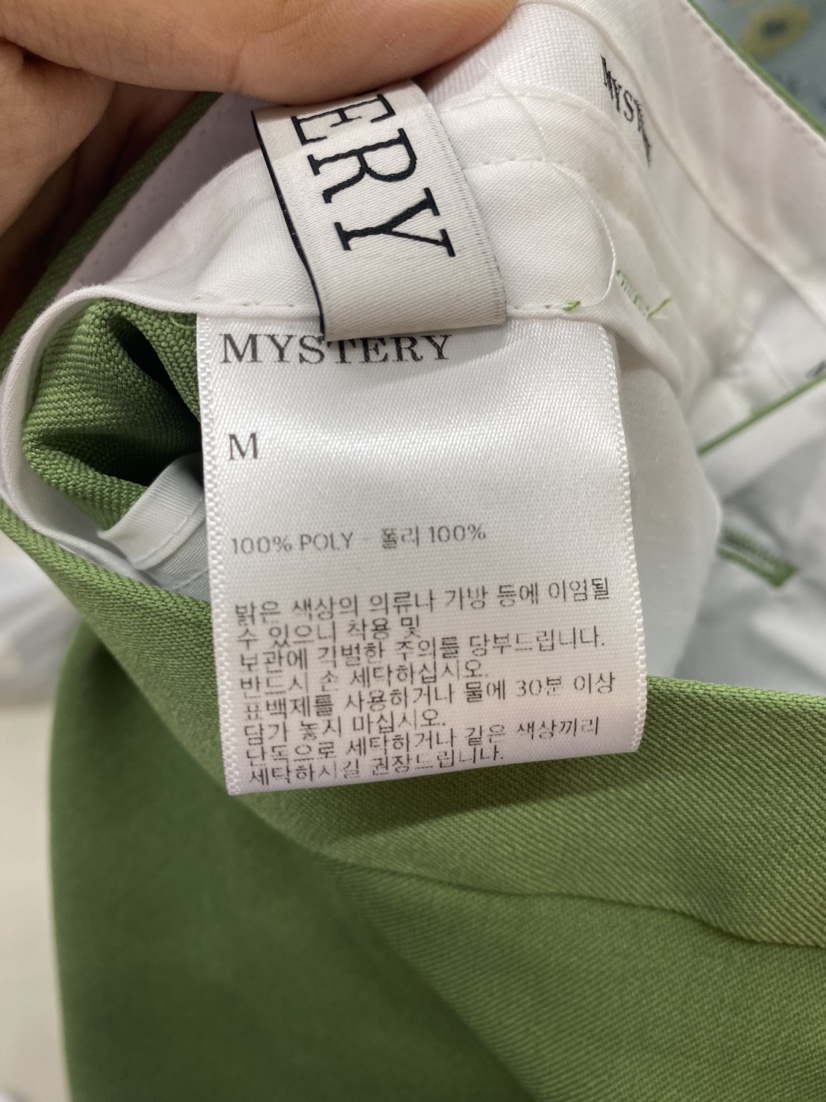 ERY
MYST
MYSTERY
M
100% POLY - 폴리 100%
밝은 색상의 의류나 가방 등에 이염될
수 있으니 착용 및
보관에 각별한 주의를 당부드립니다.
반드시 손 세탁하십시오.
표백제를 사용하거나 물에 30분 이상
담가 놓시 마십시오.
단독으로 세탁하거나 같은 색상끼리
세탁하시길 권장드립니다.